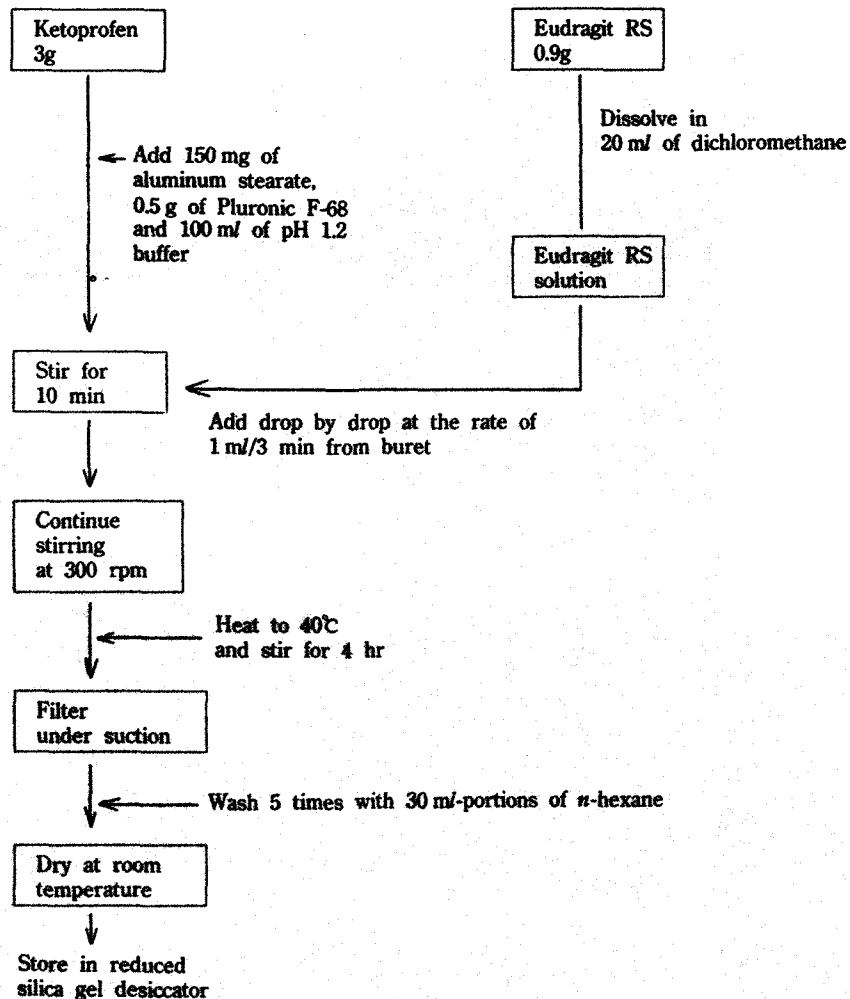 Ketoprofen
3g
Eudragit RS
0.9g
Dissolve in
20 ml of dichloromethane
Add 150 mg of
aluminum stearate,
0.5 g of Pluronic F-68
and 100 ml of pH 1.2
buffer
Eudragit RS
solution
Stir for
10 min
Add drop by drop at the rate of
1 ml/3 min from buret
Continue
stirring
at 300 rpm
Heat to 40℃
and stir for 4 hr
Filter
under suction
Wash 5 times with 30 ml-portions of n-hexane
Dry at room
temperature
Store in reduced
silica gel desiccator